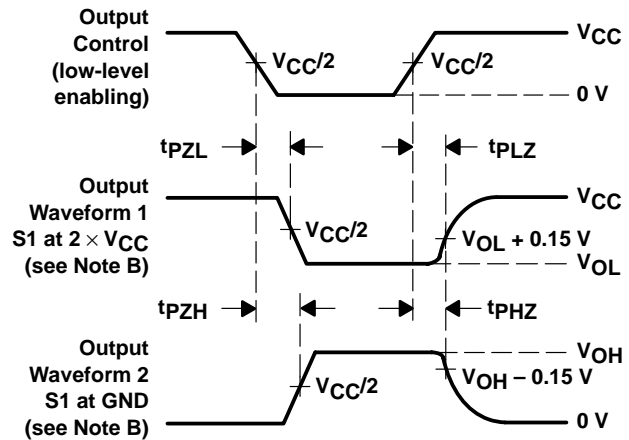 Output
Control
(low-level
enabling)
VCC/2
VCC/2
VCC
0 V
tPZL
tPLZ
Output
Waveform 1
S1 at 2 × VCC
(see Note B)
VCC/2
VCC
VOL + 0.15 V
VOL
tPZH
tPHZ
Output
Waveform 2
S1 at GND
(see Note B)
VCC/2
VOH
VOH – 0.15 V
0 V